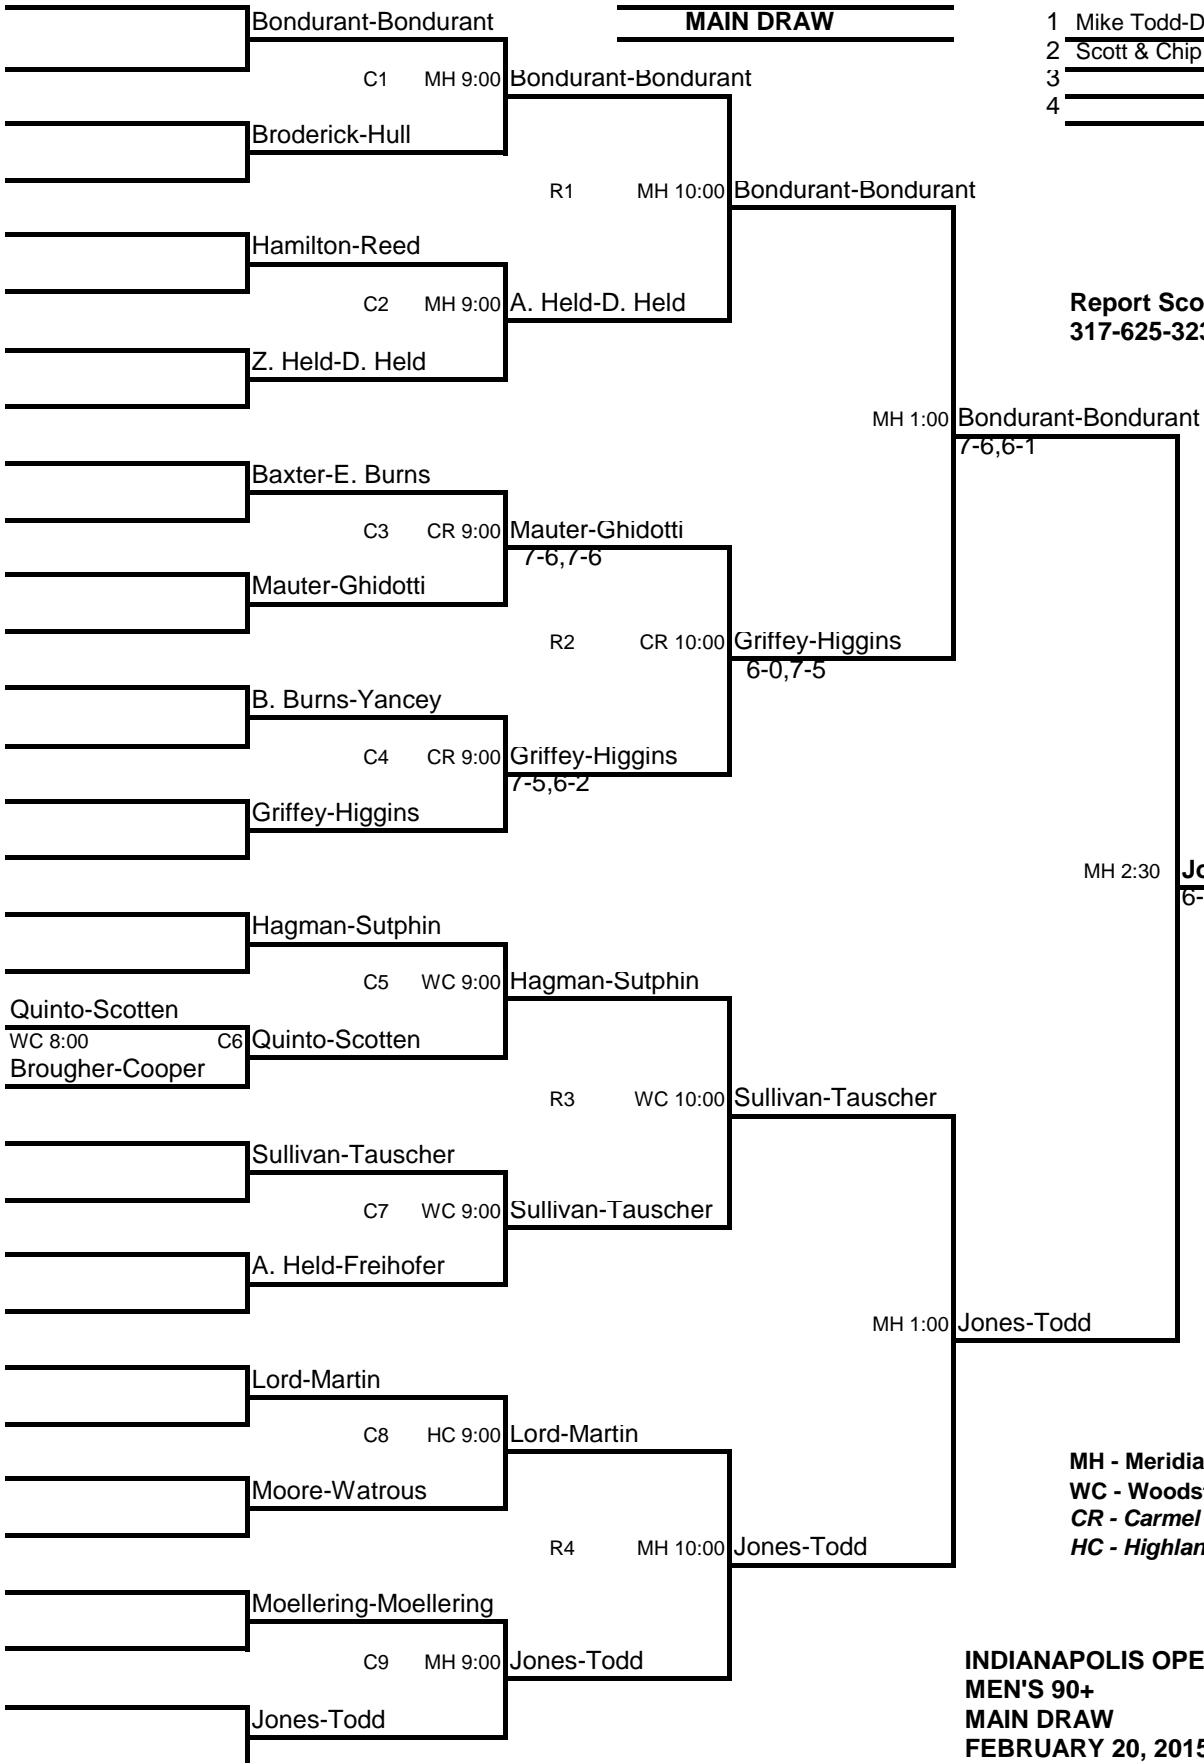 MAIN DRAW
1 Mike Todd-D
2 Scott & Chip
3
4
Bondurant-Bondurant
C1 MH 9:00 Bondurant-Bondurant
Broderick-Hull
R1 MH 10:00 Bondurant-Bondurant
Hamilton-Reed
C2 MH 9:00 A. Held-D. Held
Z. Held-D. Held
Report Sco
317-625-323
MH 1:00 Bondurant-Bondurant
7-6,6-1
Baxter-E. Burns
C3 CR 9:00 Mauter-Ghidotti
7-6,7-6
Mauter-Ghidotti
R2 CR 10:00 Griffey-Higgins
6-0,7-5
B. Burns-Yancey
C4 CR 9:00 Griffey-Higgins
7-5,6-2
Griffey-Higgins
MH 2:30 Jo
6-
Hagman-Sutphin
C5 WC 9:00 Hagman-Sutphin
Quinto-Scotten
WC 8:00 C6 Quinto-Scotten
Brougher-Cooper
R3 WC 10:00 Sullivan-Tauscher
Sullivan-Tauscher
C7 WC 9:00 Sullivan-Tauscher
A. Held-Freihofer
MH 1:00 Jones-Todd
Lord-Martin
C8 HC 9:00 Lord-Martin
Moore-Watrous
R4 MH 10:00 Jones-Todd
MH - Meridia
WC - Woods
CR - Carmel
HC - Highlan
Moellering-Moellering
C9 MH 9:00 Jones-Todd
Jones-Todd
INDIANAPOLIS OPE
MEN'S 90+
MAIN DRAW
FEBRUARY 20, 2015